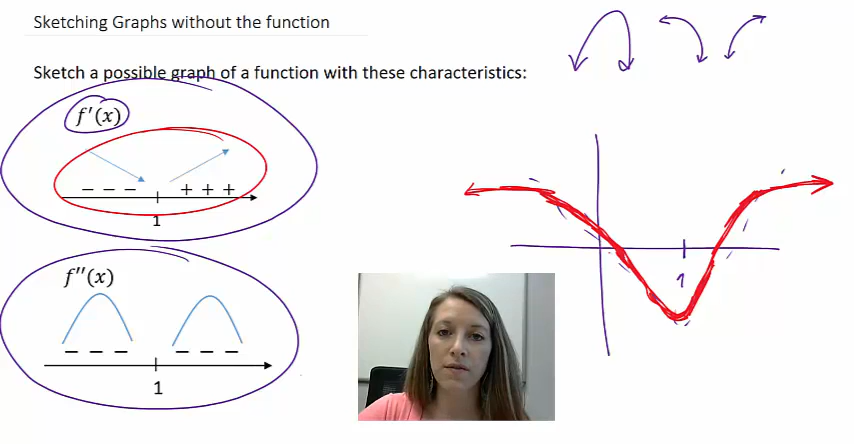 Sketching Graphs without the function
Sketch a possible graph of a function with these characteristics:
f'(x)
− − − + + +
1
1
f''(x)
− − − − − −
1